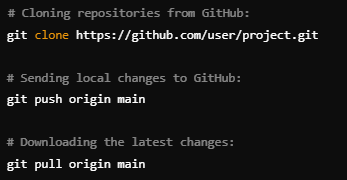 # Cloning repositories from GitHub:
git clone https://github.com/user/project.git
# Sending local changes to GitHub:
git push origin main
# Downloading the latest changes:
git pull origin main